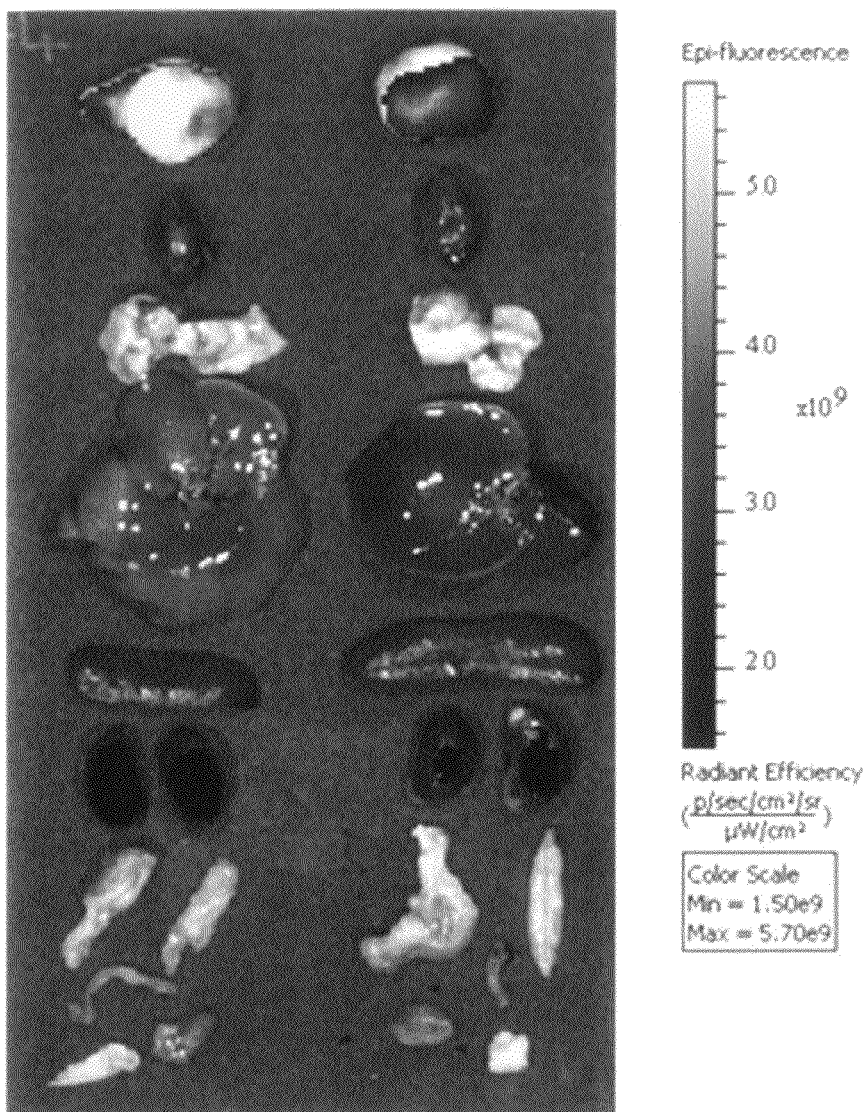 Epi-fluorescence
5.0
4.0
x10⁹
3.0
2.0
Radiant Efficiency
(p/sec/cm²/sr
µW/cm²)
Color Scale
Min = 1.50e9
Max = 5.70e9